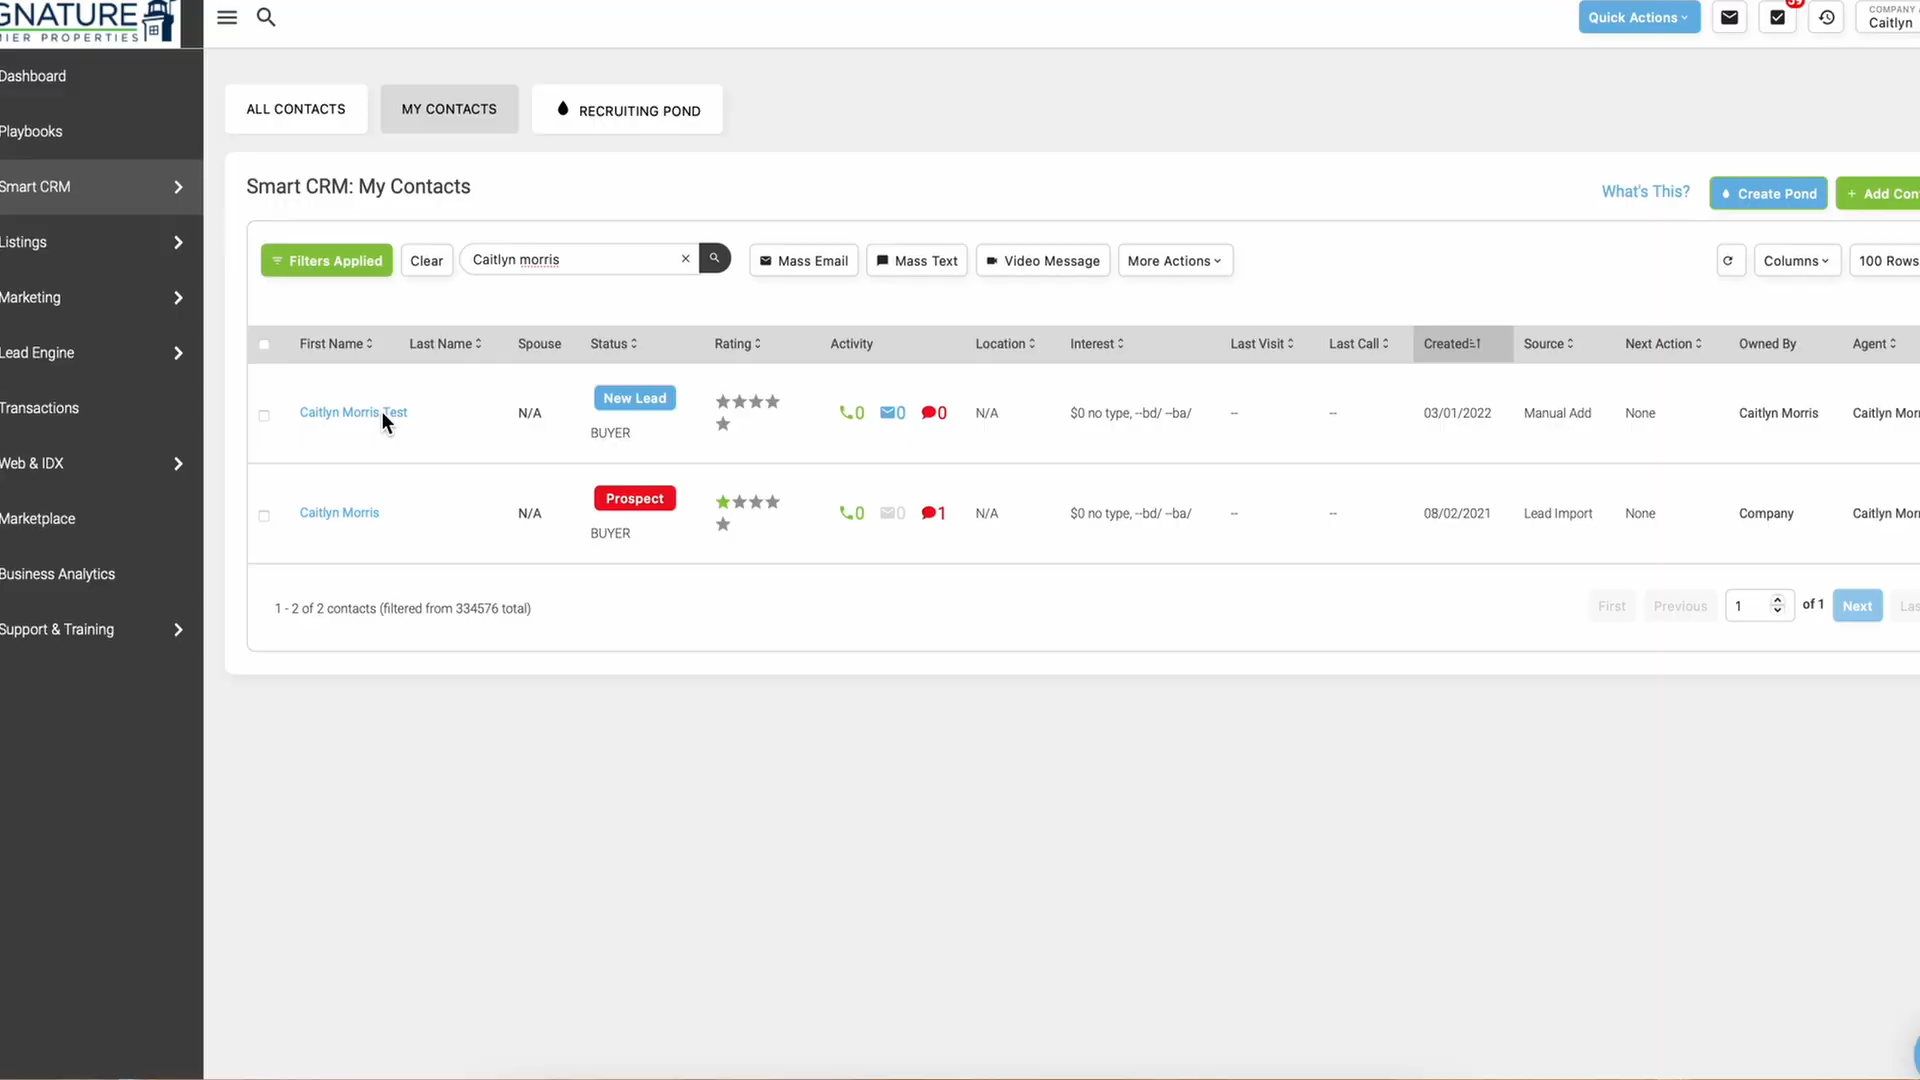 GNATURE
IER PROPERTIES
Quick Actions
59
COMPANY
Caitlyn
Dashboard
Playbooks
Smart CRM
Listings
Marketing
Lead Engine
Transactions
Web & IDX
Marketplace
Business Analytics
Support & Training
ALL CONTACTS
MY CONTACTS
RECRUITING POND
Smart CRM: My Contacts
What's This?
Create Pond
+ Add Con
Filters Applied
Clear
Caitlyn morris
Mass Email
Mass Text
Video Message
More Actions
Columns
100 Rows
First Name Last Name Spouse Status Rating Activity Location Interest Last Visit Last Call Created Source Next Action Owned By Agent
Caitlyn Morris Test N/A New Lead 0 0 0 N/A $0 no type, --bd/ --ba/ -- -- 03/01/2022 Manual Add None Caitlyn Morris Caitlyn Morr
BUYER
Caitlyn Morris N/A Prospect 0 0 1 N/A $0 no type, --bd/ --ba/ -- -- 08/02/2021 Lead Import None Company Caitlyn Morr
BUYER
1 - 2 of 2 contacts (filtered from 334576 total)
First Previous 1 of 1 Next Las